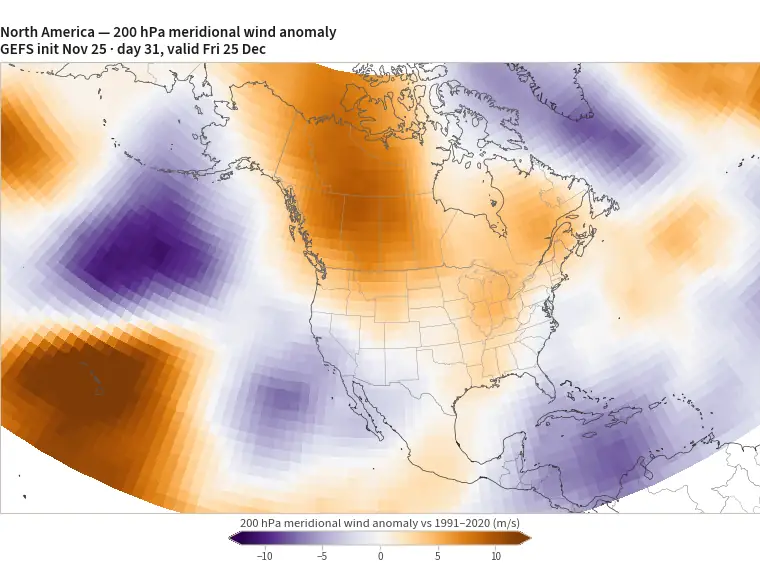 North America — 200 hPa meridional wind anomaly
GEFS init Nov 25 · day 31, valid Fri 25 Dec
200 hPa meridional wind anomaly vs 1991–2020 (m/s)
−10 −5 0 5 10